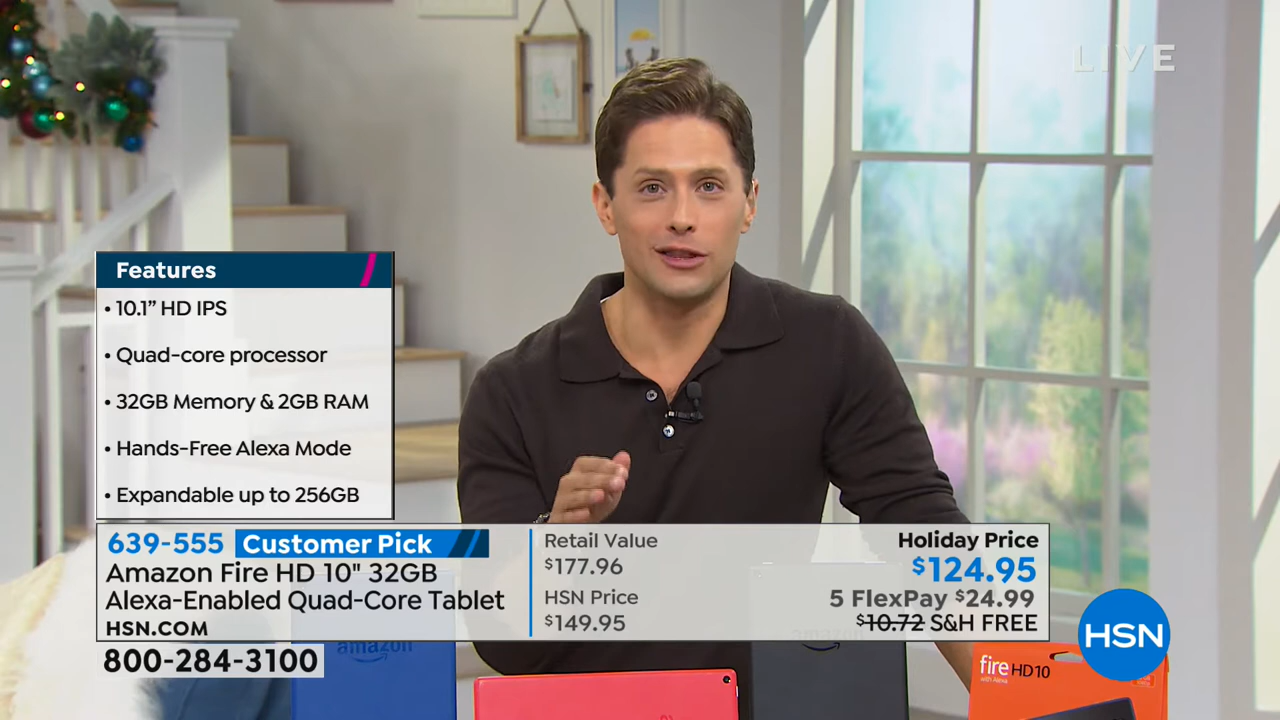 LIVE
Features
• 10.1” HD IPS
• Quad-core processor
• 32GB Memory & 2GB RAM
• Hands-Free Alexa Mode
• Expandable up to 256GB
639-555 Customer Pick
Amazon Fire HD 10" 32GB
Alexa-Enabled Quad-Core Tablet
HSN.COM
800-284-3100
Retail Value
$177.96
HSN Price
$149.95
Holiday Price
$124.95
5 FlexPay $24.99
$10.72 S&H FREE
HSN
amazon
amazon
fire HD 10
with Alexa